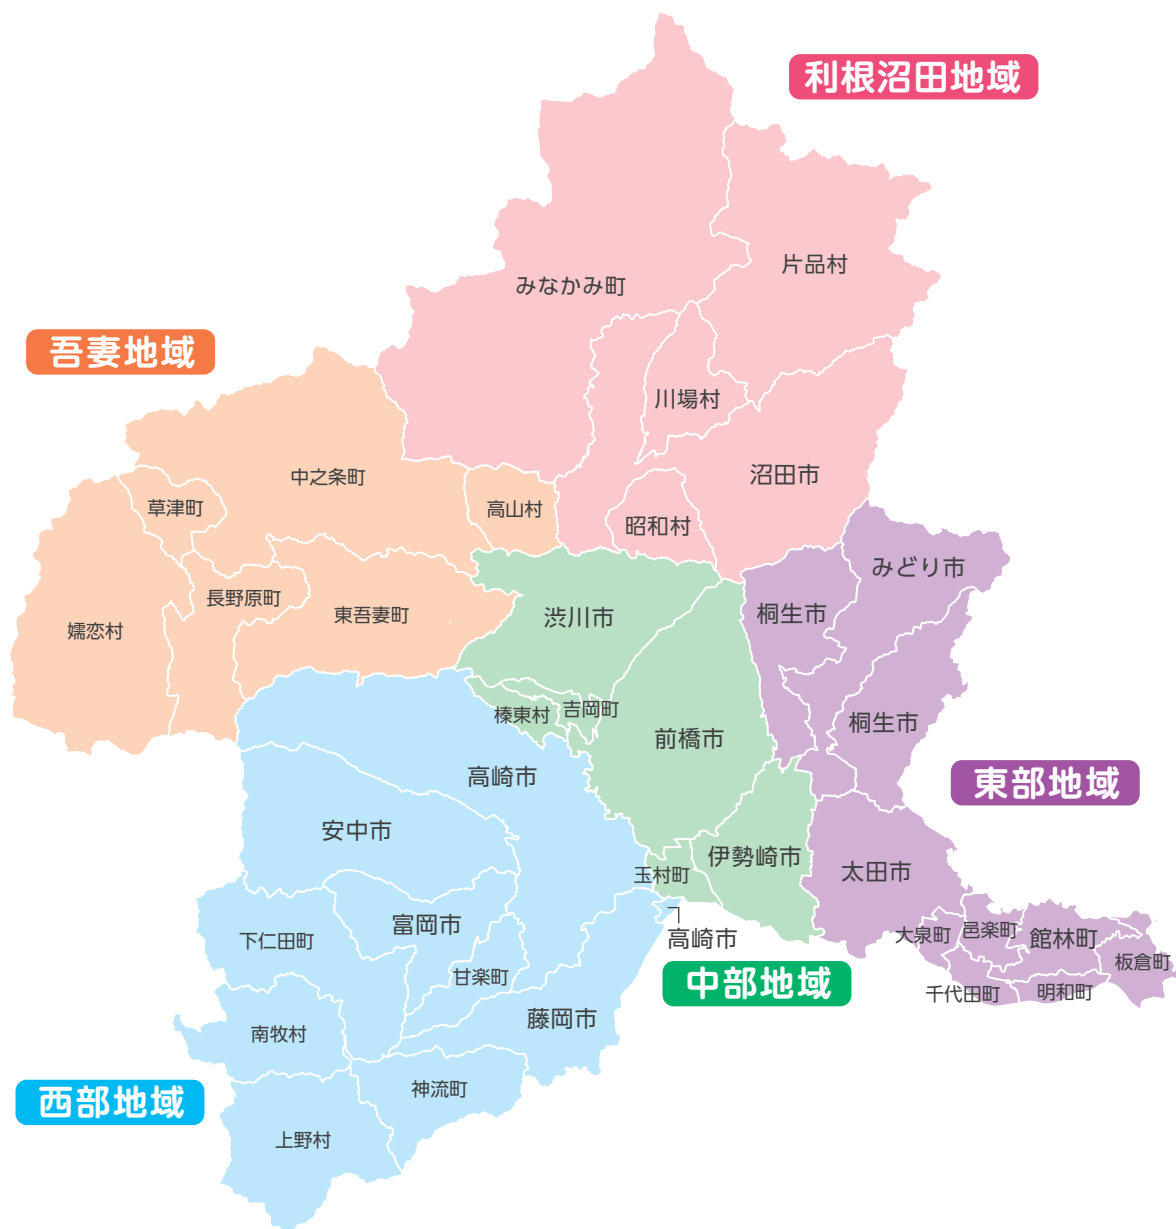 利根沼田地域
片品村
みなかみ町
吾妻地域
川場村
沼田市
中之条町
草津町
高山村
昭和村
みどり市
長野原町
東吾妻町
渋川市
桐生市
嬬恋村
榛東村
吉岡町
前橋市
桐生市
高崎市
東部地域
安中市
伊勢崎市
玉村町
太田市
富岡市
下仁田町
高崎市
大泉町
邑楽町
館林町
板倉町
甘楽町
中部地域
千代田町
明和町
藤岡市
南牧村
神流町
西部地域
上野村